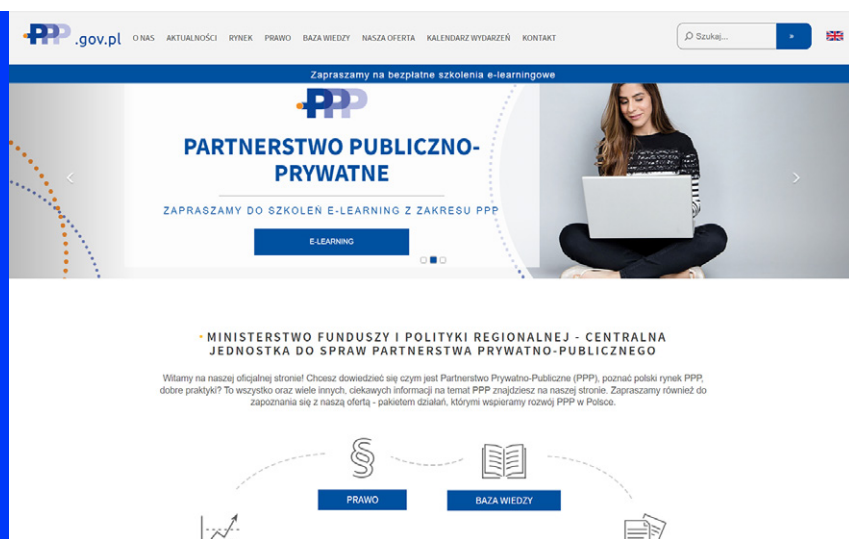 PPP.gov.pl
O NAS AKTUALNOŚCI RYNEK PRAWO BAZA WIEDZY NASZA OFERTA KALENDARZ WYDARZEŃ KONTAKT
Szukaj... »
Zapraszamy na bezpłatne szkolenia e-learningowe
PPP
PARTNERSTWO PUBLICZNO-
PRYWATNE
ZAPRASZAMY DO SZKOLEŃ E-LEARNING Z ZAKRESU PPP
E-LEARNING
MINISTERSTWO FUNDUSZY I POLITYKI REGIONALNEJ - CENTRALNA
JEDNOSTKA DO SPRAW PARTNERSTWA PRYWATNO-PUBLICZNEGO
Witamy na naszej oficjalnej stronie! Chcesz dowiedzieć się czym jest Partnerstwo Prywatno-Publiczne (PPP), poznać polski rynek PPP,
dobre praktyki? To wszystko oraz wiele innych, ciekawych informacji na temat PPP znajdziesz na naszej stronie. Zapraszamy również do
zapoznania się z naszą ofertą - pakietem działań, którymi wspieramy rozwój PPP w Polsce.
§
PRAWO BAZA WIEDZY